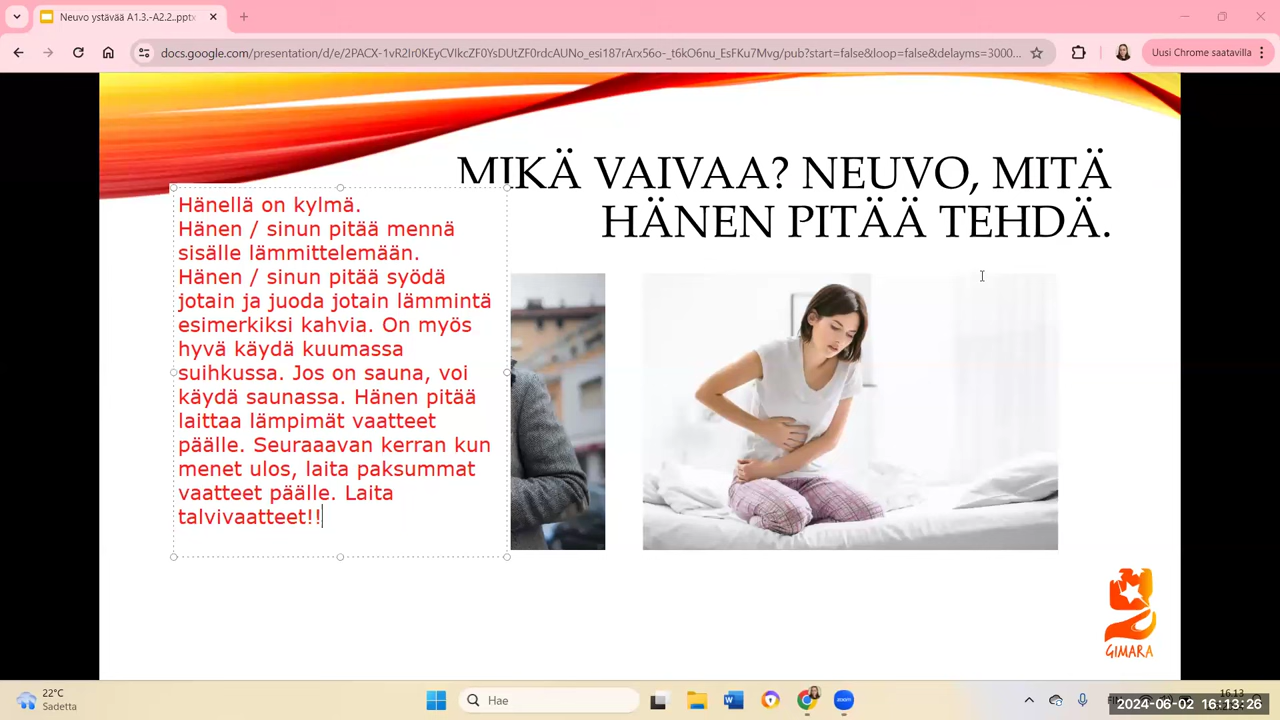 Neuvo ystävää A1.3.-A2.2..pptx
docs.google.com/presentation/d/e/2PACX-1vR2Ir0KEyCVIkcZF0YsDUtZF0rdcAUNo_esi187rArx56o-_t6kO6nu_EsFKu7Mvg/pub?start=false&loop=false&delayms=3000...
Uusi Chrome saatavilla
MIKÄ VAIVAA? NEUVO, MITÄ
HÄNEN PITÄÄ TEHDÄ.
Hänellä on kylmä.
Hänen / sinun pitää mennä
sisälle lämmittelemään.
Hänen / sinun pitää syödä
jotain ja juoda jotain lämmintä
esimerkiksi kahvia. On myös
hyvä käydä kuumassa
suihkussa. Jos on sauna, voi
käydä saunassa. Hänen pitää
laittaa lämpimät vaatteet
päälle. Seuraaavan kerran kun
menet ulos, laita paksummat
vaatteet päälle. Laita
talvivaatteet!!
GIMARA
22°C
Sadetta
Hae
16.13
2024-06-02 16:13:26